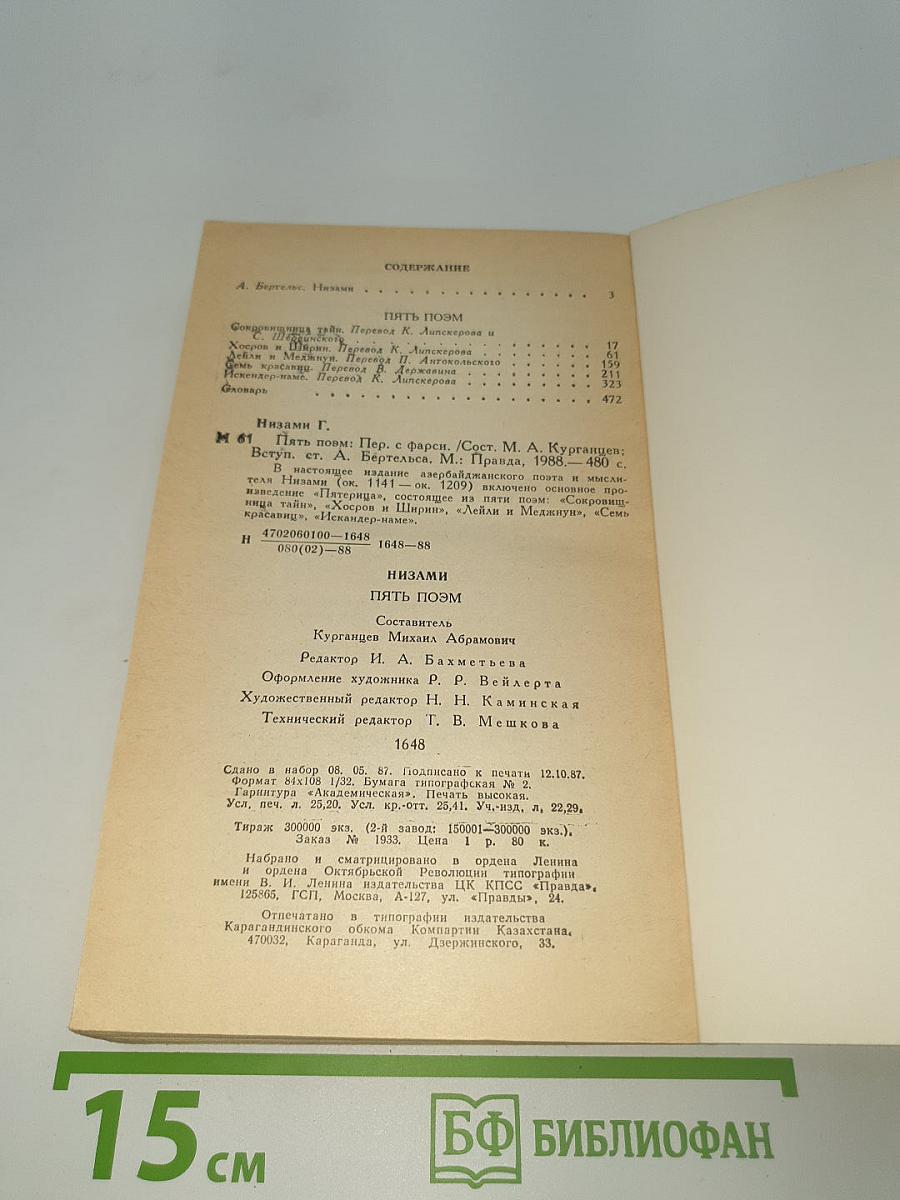 СОДЕРЖАНИЕ
А. Бертельс. Низами . . . . . . . . . . . . . . . . 3
ПЯТЬ ПОЭМ
Сокровищница тайн. Перевод К. Липскерова и
С. Шервинского . . . . . . . . . . . . . . . . 17
Хосров и Ширин. Перевод К. Липскерова . . . . . . . 61
Лейли и Меджнун. Перевод П. Антокольского . . . . . 159
Семь красавиц. Перевод В. Державина . . . . . . . . 211
Искендер-наме. Перевод К. Липскерова . . . . . . . . 323
Словарь . . . . . . . . . . . . . . . . 472
Низами Г.
М 61 Пять поэм: Пер. с фарси. /Сост. М. А. Курганцев;
Вступ. ст. А. Бертельса. М.: Правда, 1988.— 480 с.
В настоящее издание азербайджанского поэта и мысли-
теля Низами (ок. 1141 — ок. 1209) включено основное про-
изведение «Пятерица», состоящее из пяти поэм: «Сокровищ-
ница тайн», «Хосров и Ширин», «Лейли и Меджнун», «Семь
красавиц», «Искандер-наме».
Н 4702060100—1648
080(02)—88 1648—88
НИЗАМИ
ПЯТЬ ПОЭМ
Составитель
Курганцев Михаил Абрамович
Редактор И. А. Бахметьева
Оформление художника Р. Р. Вейлерта
Художественный редактор Н. Н. Каминская
Технический редактор Т. В. Мешкова
1648
Сдано в набор 08. 05. 87. Подписано к печати 12.10.87.
Формат 84х108 1/32. Бумага типографская № 2.
Гарнитура «Академическая». Печать высокая.
Усл. печ. л. 25,20. Усл. кр.-отт. 25,41. Уч.-изд. л. 22,29.
Тираж 300000 экз. (2-й завод: 150001—300000 экз.).
Заказ № 1933. Цена 1 р. 80 к.
Набрано и сматрицировано в ордена Ленина
и ордена Октябрьской Революции типографии
имени В. И. Ленина издательства ЦК КПСС «Правда».
125865, ГСП, Москва, А-127, ул. «Правды», 24.
Отпечатано в типографии издательства
Карагандинского обкома Компартии Казахстана.
470032, Караганда, ул. Дзержинского, 33.
15 см
БФ БИБЛИОФАН